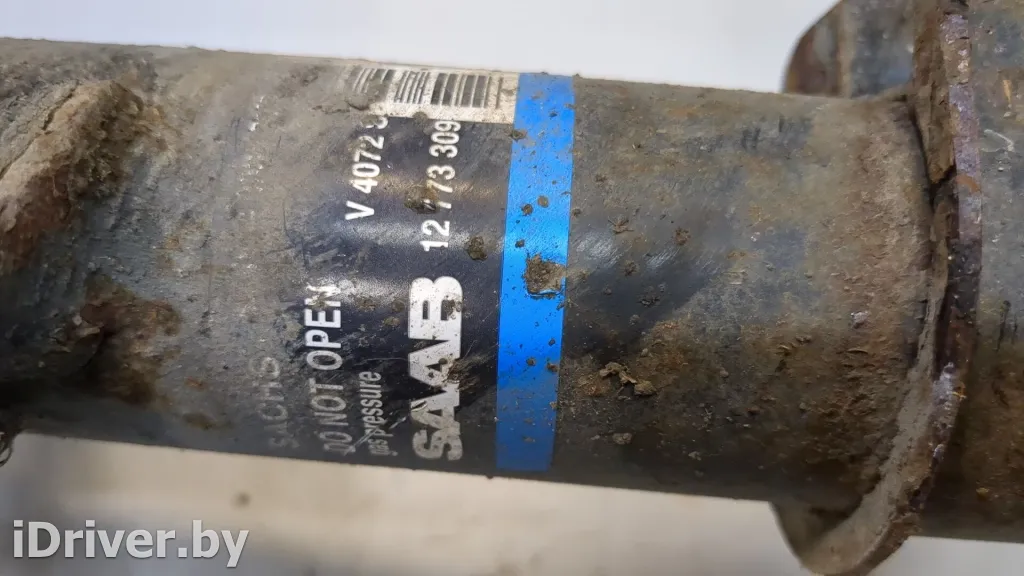 SACHS
DO NOT OPEN
gas pressure
V 4072
SAAB 12 773 309
iDriver.by